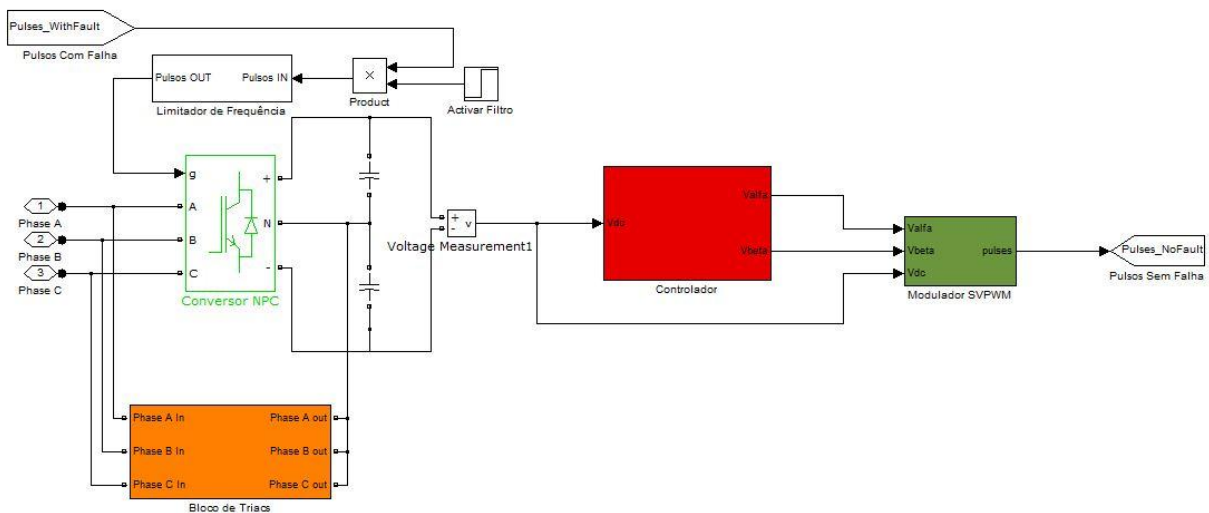 Pulses_WithFault
Pulsos Com Falha
Pulsos OUT
Pulsos IN
Limitador de Frequência
×
Product
Activar Filtro
g
A
B
C
+
N
-
Conversor NPC
1
Phase A
2
Phase B
3
Phase C
+
-
v
Voltage Measurement1
Vdc
Valfa
Vbeta
Controlador
Valfa
Vbeta
Vdc
pulses
Modulador SVPWM
Pulses_NoFault
Pulsos Sem Falha
Phase A In
Phase A out
Phase B In
Phase B out
Phase C In
Phase C out
Bloco de Triacs